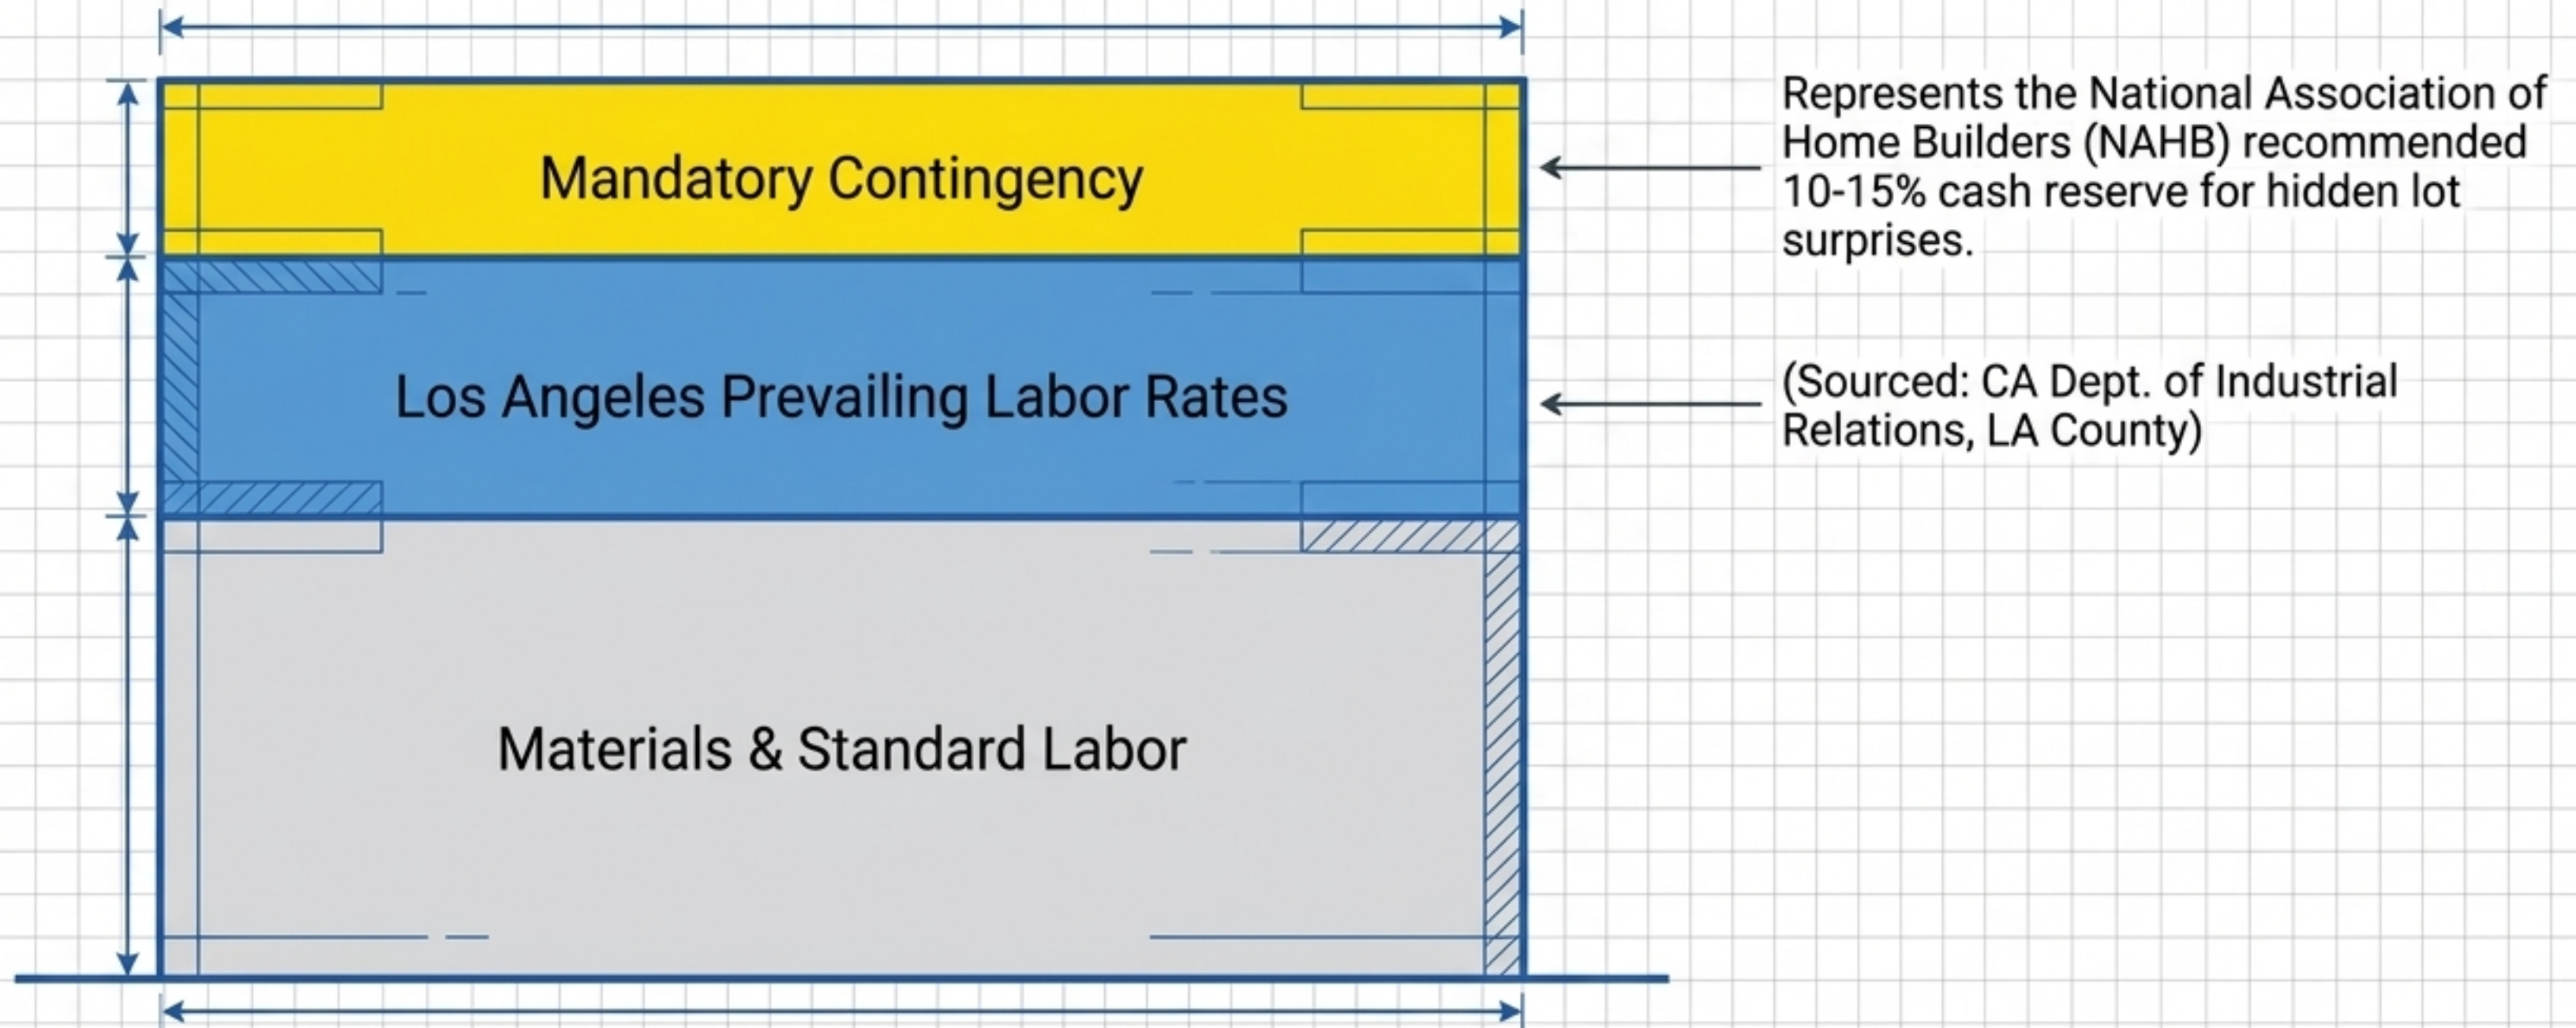 Mandatory Contingency
Represents the National Association of
Home Builders (NAHB) recommended
10-15% cash reserve for hidden lot
surprises.
Los Angeles Prevailing Labor Rates
(Sourced: CA Dept. of Industrial
Relations, LA County)
Materials & Standard Labor